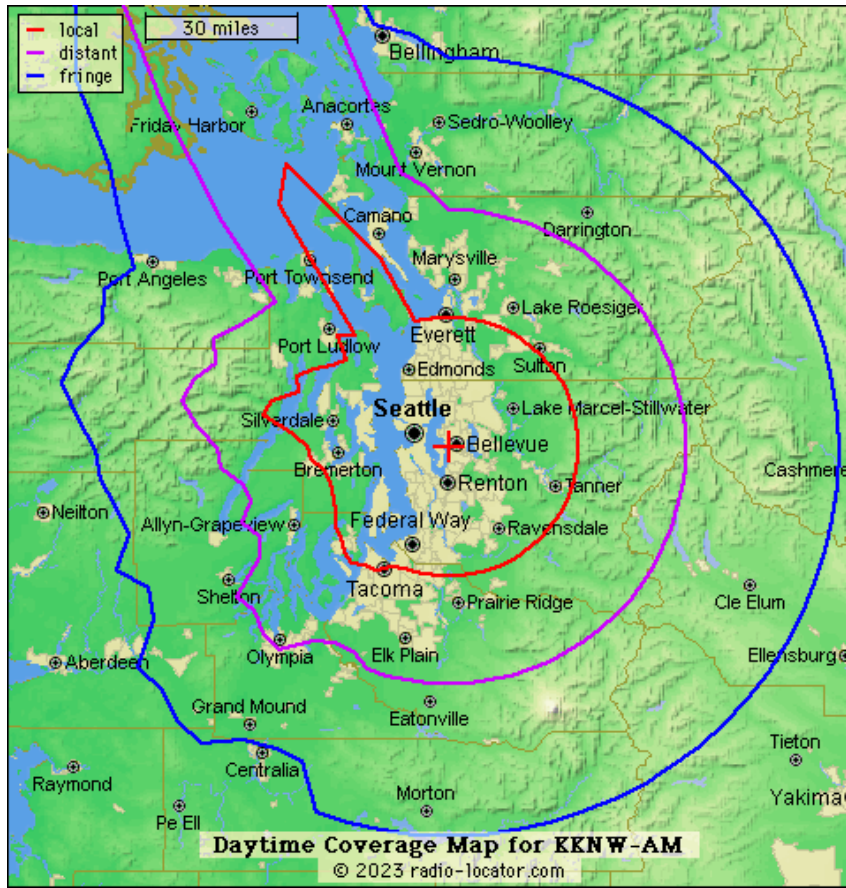 local
distant
fringe
30 miles
Bellingham
Anacortes
Friday Harbor
Sedro-Woolley
Mount Vernon
Camano
Darrington
Marysville
Port Angeles
Port Townsend
Lake Roesiger
Everett
Port Ludlow
Sultan
Edmonds
Seattle
Lake Marcel-Stillwater
Silverdale
Bellevue
Bremerton
Cashmere
Renton
Tanner
Neilton
Allyn-Grapeview
Federal Way
Ravensdale
Tacoma
Shelton
Prairie Ridge
Cle Elum
Olympia
Elk Plain
Aberdeen
Ellensburg
Grand Mound
Eatonville
Tieton
Centralia
Raymond
Morton
Yakima
Pe Ell
Daytime Coverage Map for KKNW-AM
© 2023 radio-locator.com